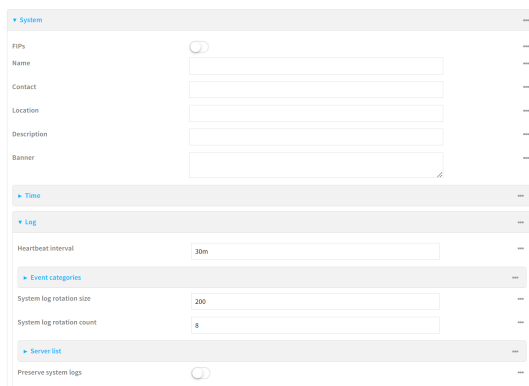 System
FIPs
Name
Contact
Location
Description
Banner
Time
Log
Heartbeat interval
30m
Event categories
System log rotation size
200
System log rotation count
8
Server list
Preserve system logs